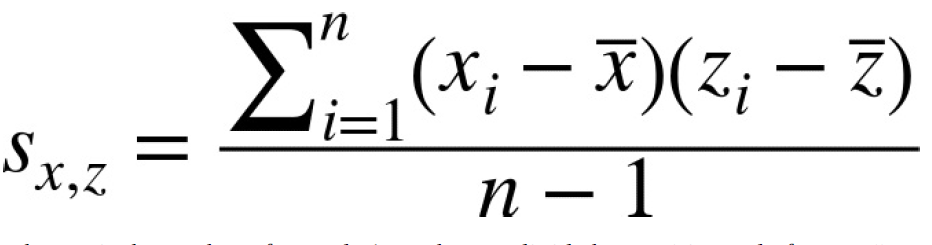 s_{x,z} = \frac{\sum_{i=1}^{n} (x_i - \overline{x})(z_i - \overline{z})}{n - 1}